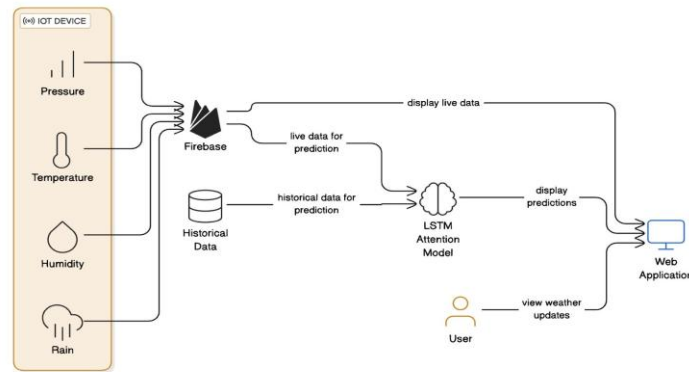 IOT DEVICE
Pressure
display live data
Firebase
live data for
prediction
Temperature
historical data for
prediction
display
predictions
Historical
Data
LSTM
Attention
Model
Humidity
Web
Application
view weather
updates
User
Rain